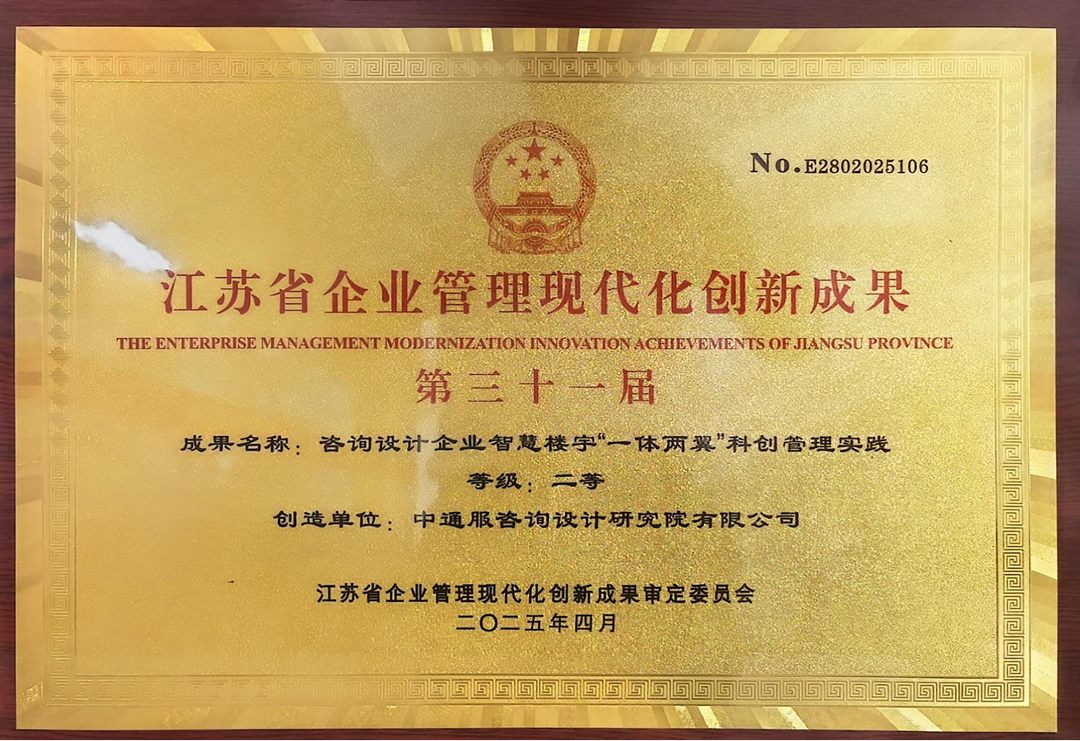 No.E2802025106
江苏省企业管理现代化创新成果
THE ENTERPRISE MANAGEMENT MODERNIZATION INNOVATION ACHIEVEMENTS OF JIANGSU PROVINCE
第三十一届
成果名称：咨询设计企业智慧楼宇“一体两翼”科创管理实践
等级：二等
创造单位：中通服咨询设计研究院有限公司
江苏省企业管理现代化创新成果审定委员会
二〇二五年四月